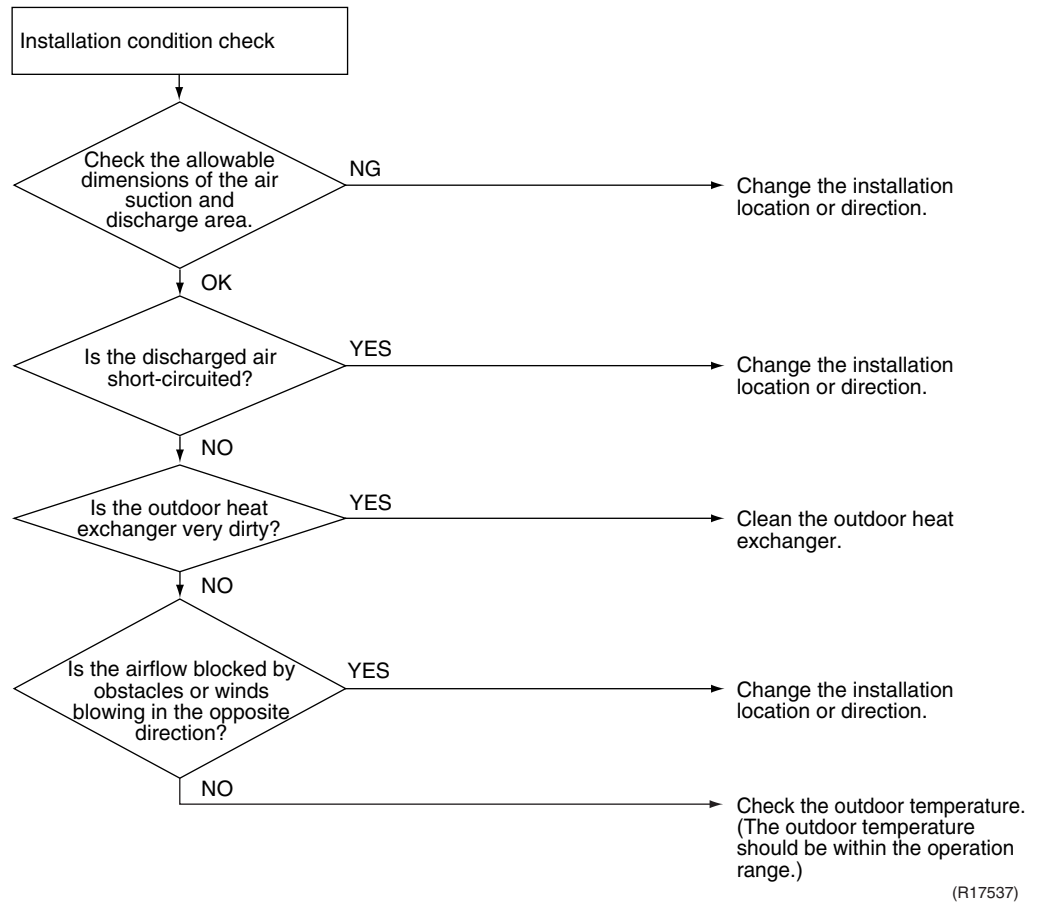 Installation condition check
Check the allowable
dimensions of the air
suction and
discharge area.
NG
Change the installation
location or direction.
OK
Is the discharged air
short-circuited?
YES
Change the installation
location or direction.
NO
Is the outdoor heat
exchanger very dirty?
YES
Clean the outdoor heat
exchanger.
NO
Is the airflow blocked by
obstacles or winds
blowing in the opposite
direction?
YES
Change the installation
location or direction.
NO
Check the outdoor temperature.
(The outdoor temperature
should be within the operation
range.)
(R17537)